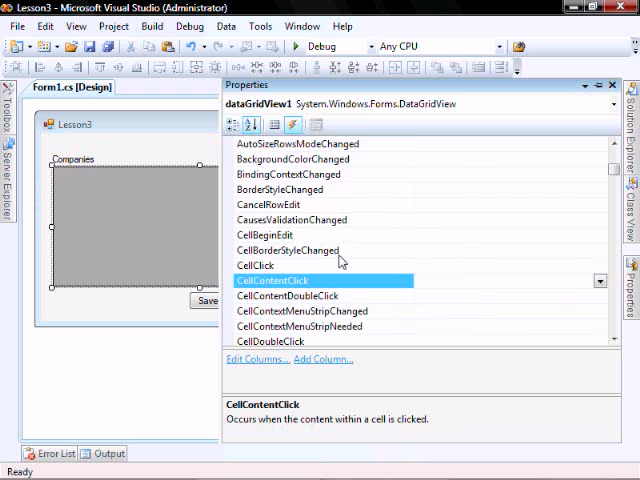 Lesson3 - Microsoft Visual Studio (Administrator)
File Edit View Project Build Debug Data Tools Window Help
Debug Any CPU
Form1.cs [Design]
Properties
dataGridView1 System.Windows.Forms.DataGridView
Toolbox
Server Explorer
Lesson3
Companies
Save
AutoSizeRowsModeChanged
BackgroundColorChanged
BindingContextChanged
BorderStyleChanged
CancelRowEdit
CausesValidationChanged
CellBeginEdit
CellBorderStyleChanged
CellClick
CellContentClick
CellContentDoubleClick
CellContextMenuStripChanged
CellContextMenuStripNeeded
CellDoubleClick
Edit Columns... Add Column...
CellContentClick
Occurs when the content within a cell is clicked.
Solution Explorer
Class View
Properties
Error List Output
Ready